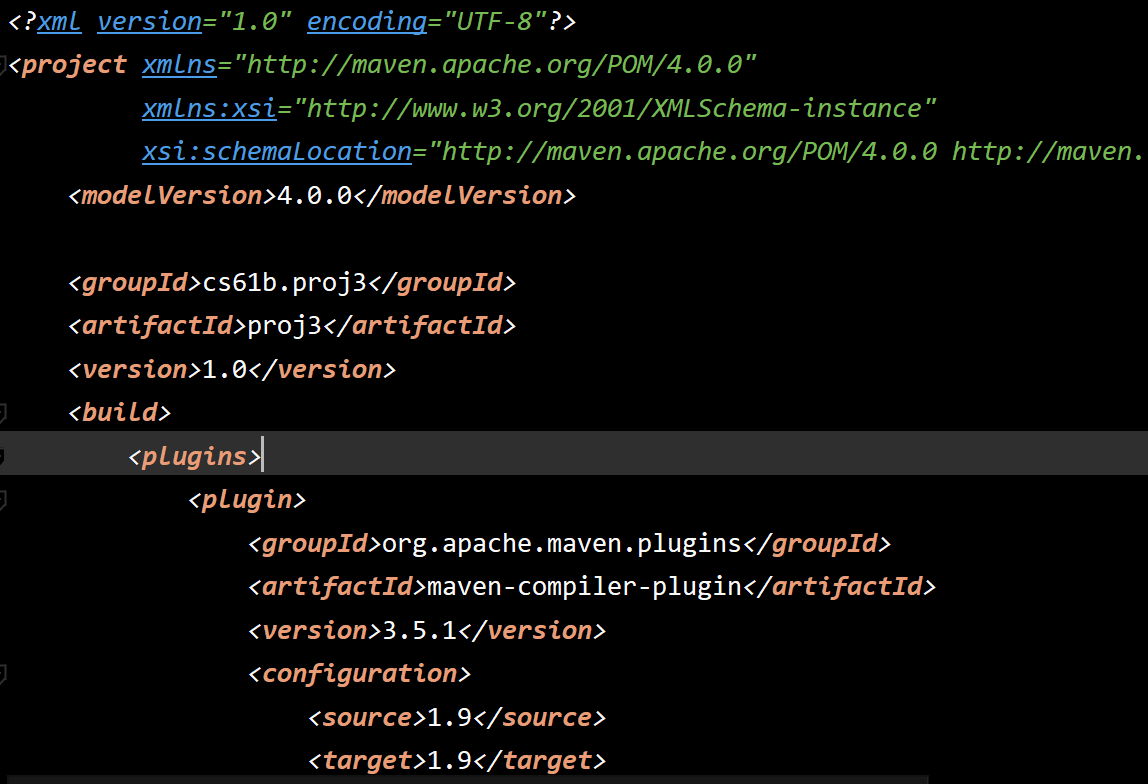 <?xml version="1.0" encoding="UTF-8"?>
<project xmlns="http://maven.apache.org/POM/4.0.0"
xmlns:xsi="http://www.w3.org/2001/XMLSchema-instance"
xsi:schemaLocation="http://maven.apache.org/POM/4.0.0 http://maven.
<modelVersion>4.0.0</modelVersion>
<groupId>cs61b.proj3</groupId>
<artifactId>proj3</artifactId>
<version>1.0</version>
<build>
<plugins>
<plugin>
<groupId>org.apache.maven.plugins</groupId>
<artifactId>maven-compiler-plugin</artifactId>
<version>3.5.1</version>
<configuration>
<source>1.9</source>
<target>1.9</target>